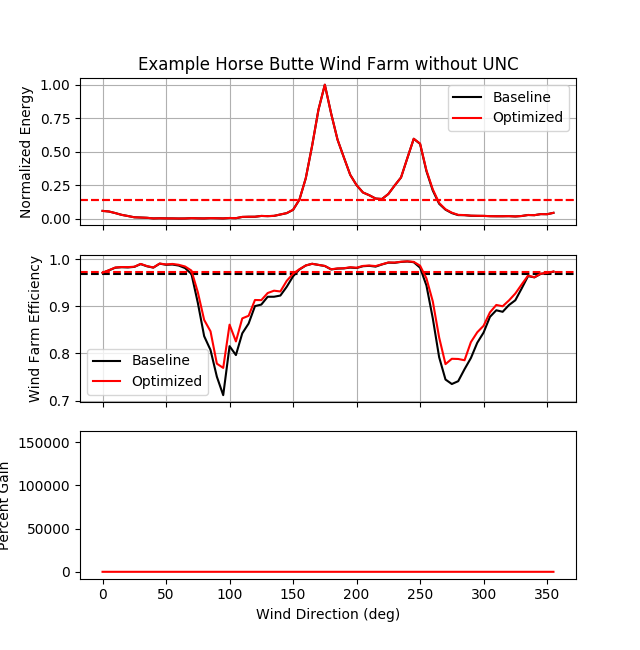 Example Horse Butte Wind Farm without UNC
1.00
0.75
0.50
0.25
0.00
Normalized Energy
Baseline
Optimized
1.0
0.9
0.8
0.7
Wind Farm Efficiency
Baseline
Optimized
150000
100000
50000
0
Percent Gain
0 50 100 150 200 250 300 350
Wind Direction (deg)